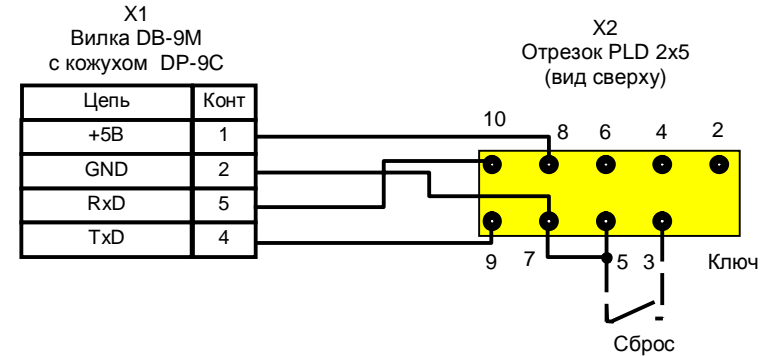 X1
Вилка DB-9M
с кожухом DP-9C
X2
Отрезок PLD 2x5
(вид сверху)
Цепь Конт
+5В 1
GND 2
RxD 5
TxD 4
10 8 6 4 2
9 7 5 3 Ключ
Сброс